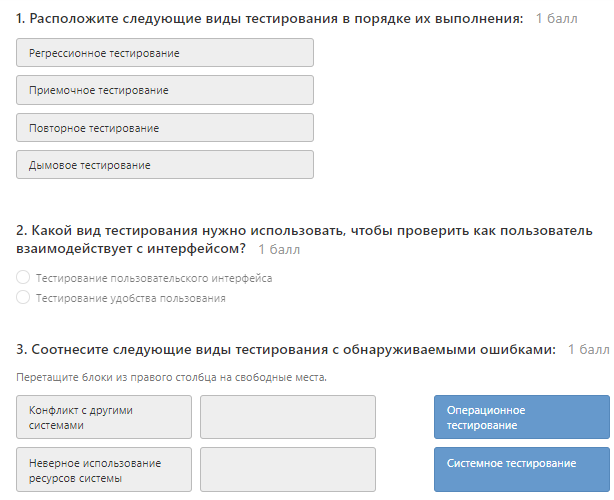 1. Расположите следующие виды тестирования в порядке их выполнения: 1 балл
Регрессионное тестирование
Приемочное тестирование
Повторное тестирование
Дымовое тестирование
2. Какой вид тестирования нужно использовать, чтобы проверить как пользователь
взаимодействует с интерфейсом? 1 балл
Тестирование пользовательского интерфейса
Тестирование удобства пользования
3. Соотнесите следующие виды тестирования с обнаруживаемыми ошибками: 1 балл
Перетащите блоки из правого столбца на свободные места.
Конфликт с другими
системами
Операционное
тестирование
Неверное использование
ресурсов системы
Системное тестирование